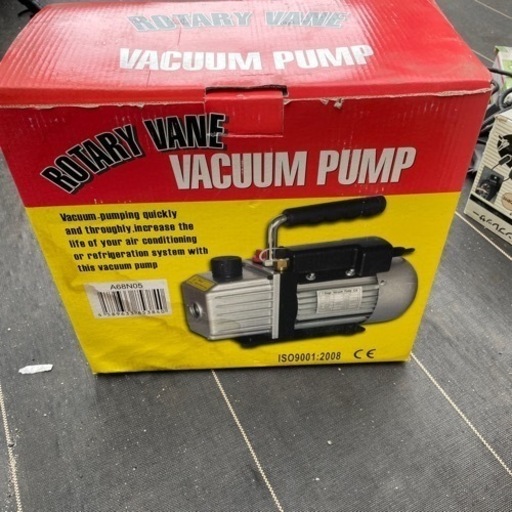 ROTARY VANE
VACUUM PUMP
ROTARY VANE
VACUUM PUMP
Vacuum-pumping quickly
and throughly,increase the
life of your air conditioning
or refrigeration system with
this vacuum pump
A68N05
ISO9001:2008 CE